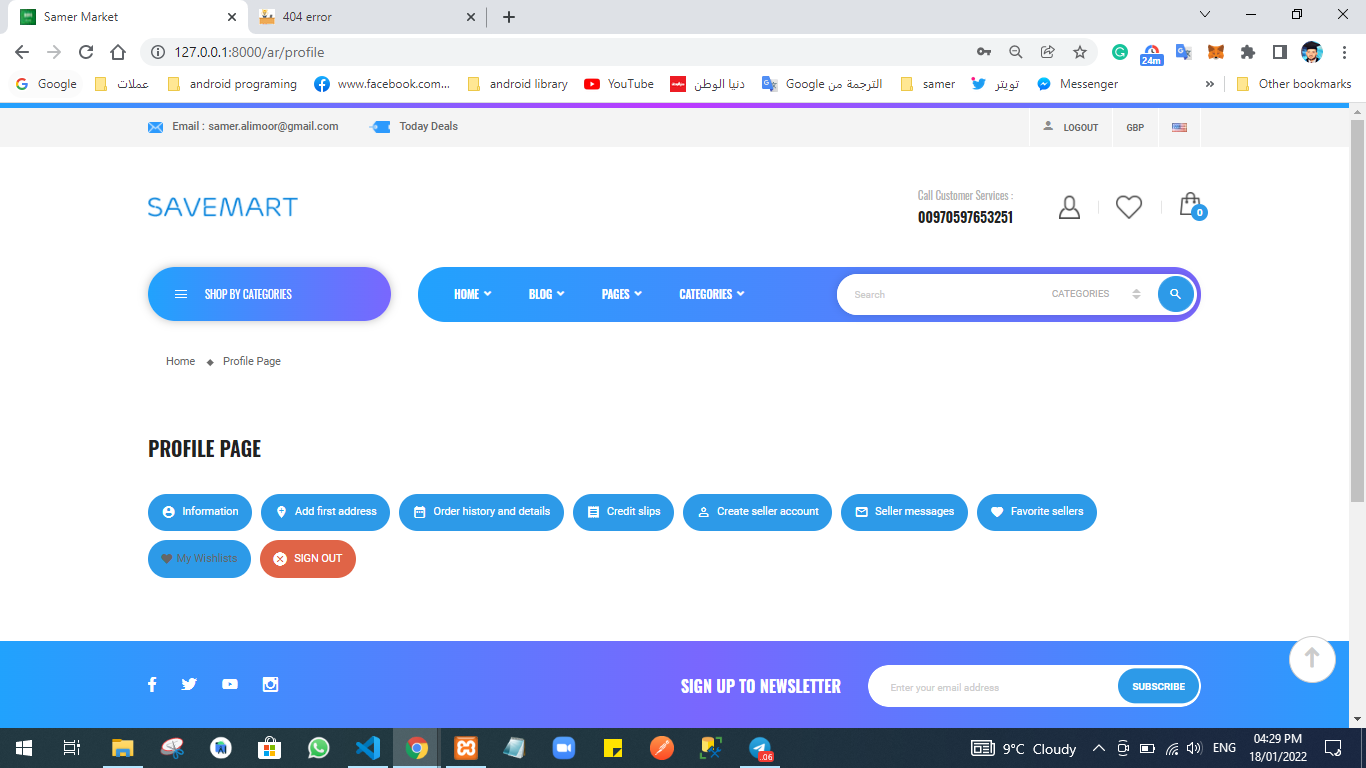 Samer Market
404 error
127.0.0.1:8000/ar/profile
24m
Google
عملات
android programing
www.facebook.com...
android library
YouTube
دنيا الوطن
الترجمة من Google
samer
تويتر
Messenger
»
Other bookmarks
Email : samer.alimoor@gmail.com
Today Deals
LOGOUT
GBP
SAVEMART
Call Customer Services :
00970597653251
0
SHOP BY CATEGORIES
HOME
BLOG
PAGES
CATEGORIES
Search
CATEGORIES
Home
Profile Page
PROFILE PAGE
Information
Add first address
Order history and details
Credit slips
Create seller account
Seller messages
Favorite sellers
My Wishlists
SIGN OUT
SIGN UP TO NEWSLETTER
Enter your email address
SUBSCRIBE
9°C Cloudy
ENG
04:29 PM
18/01/2022